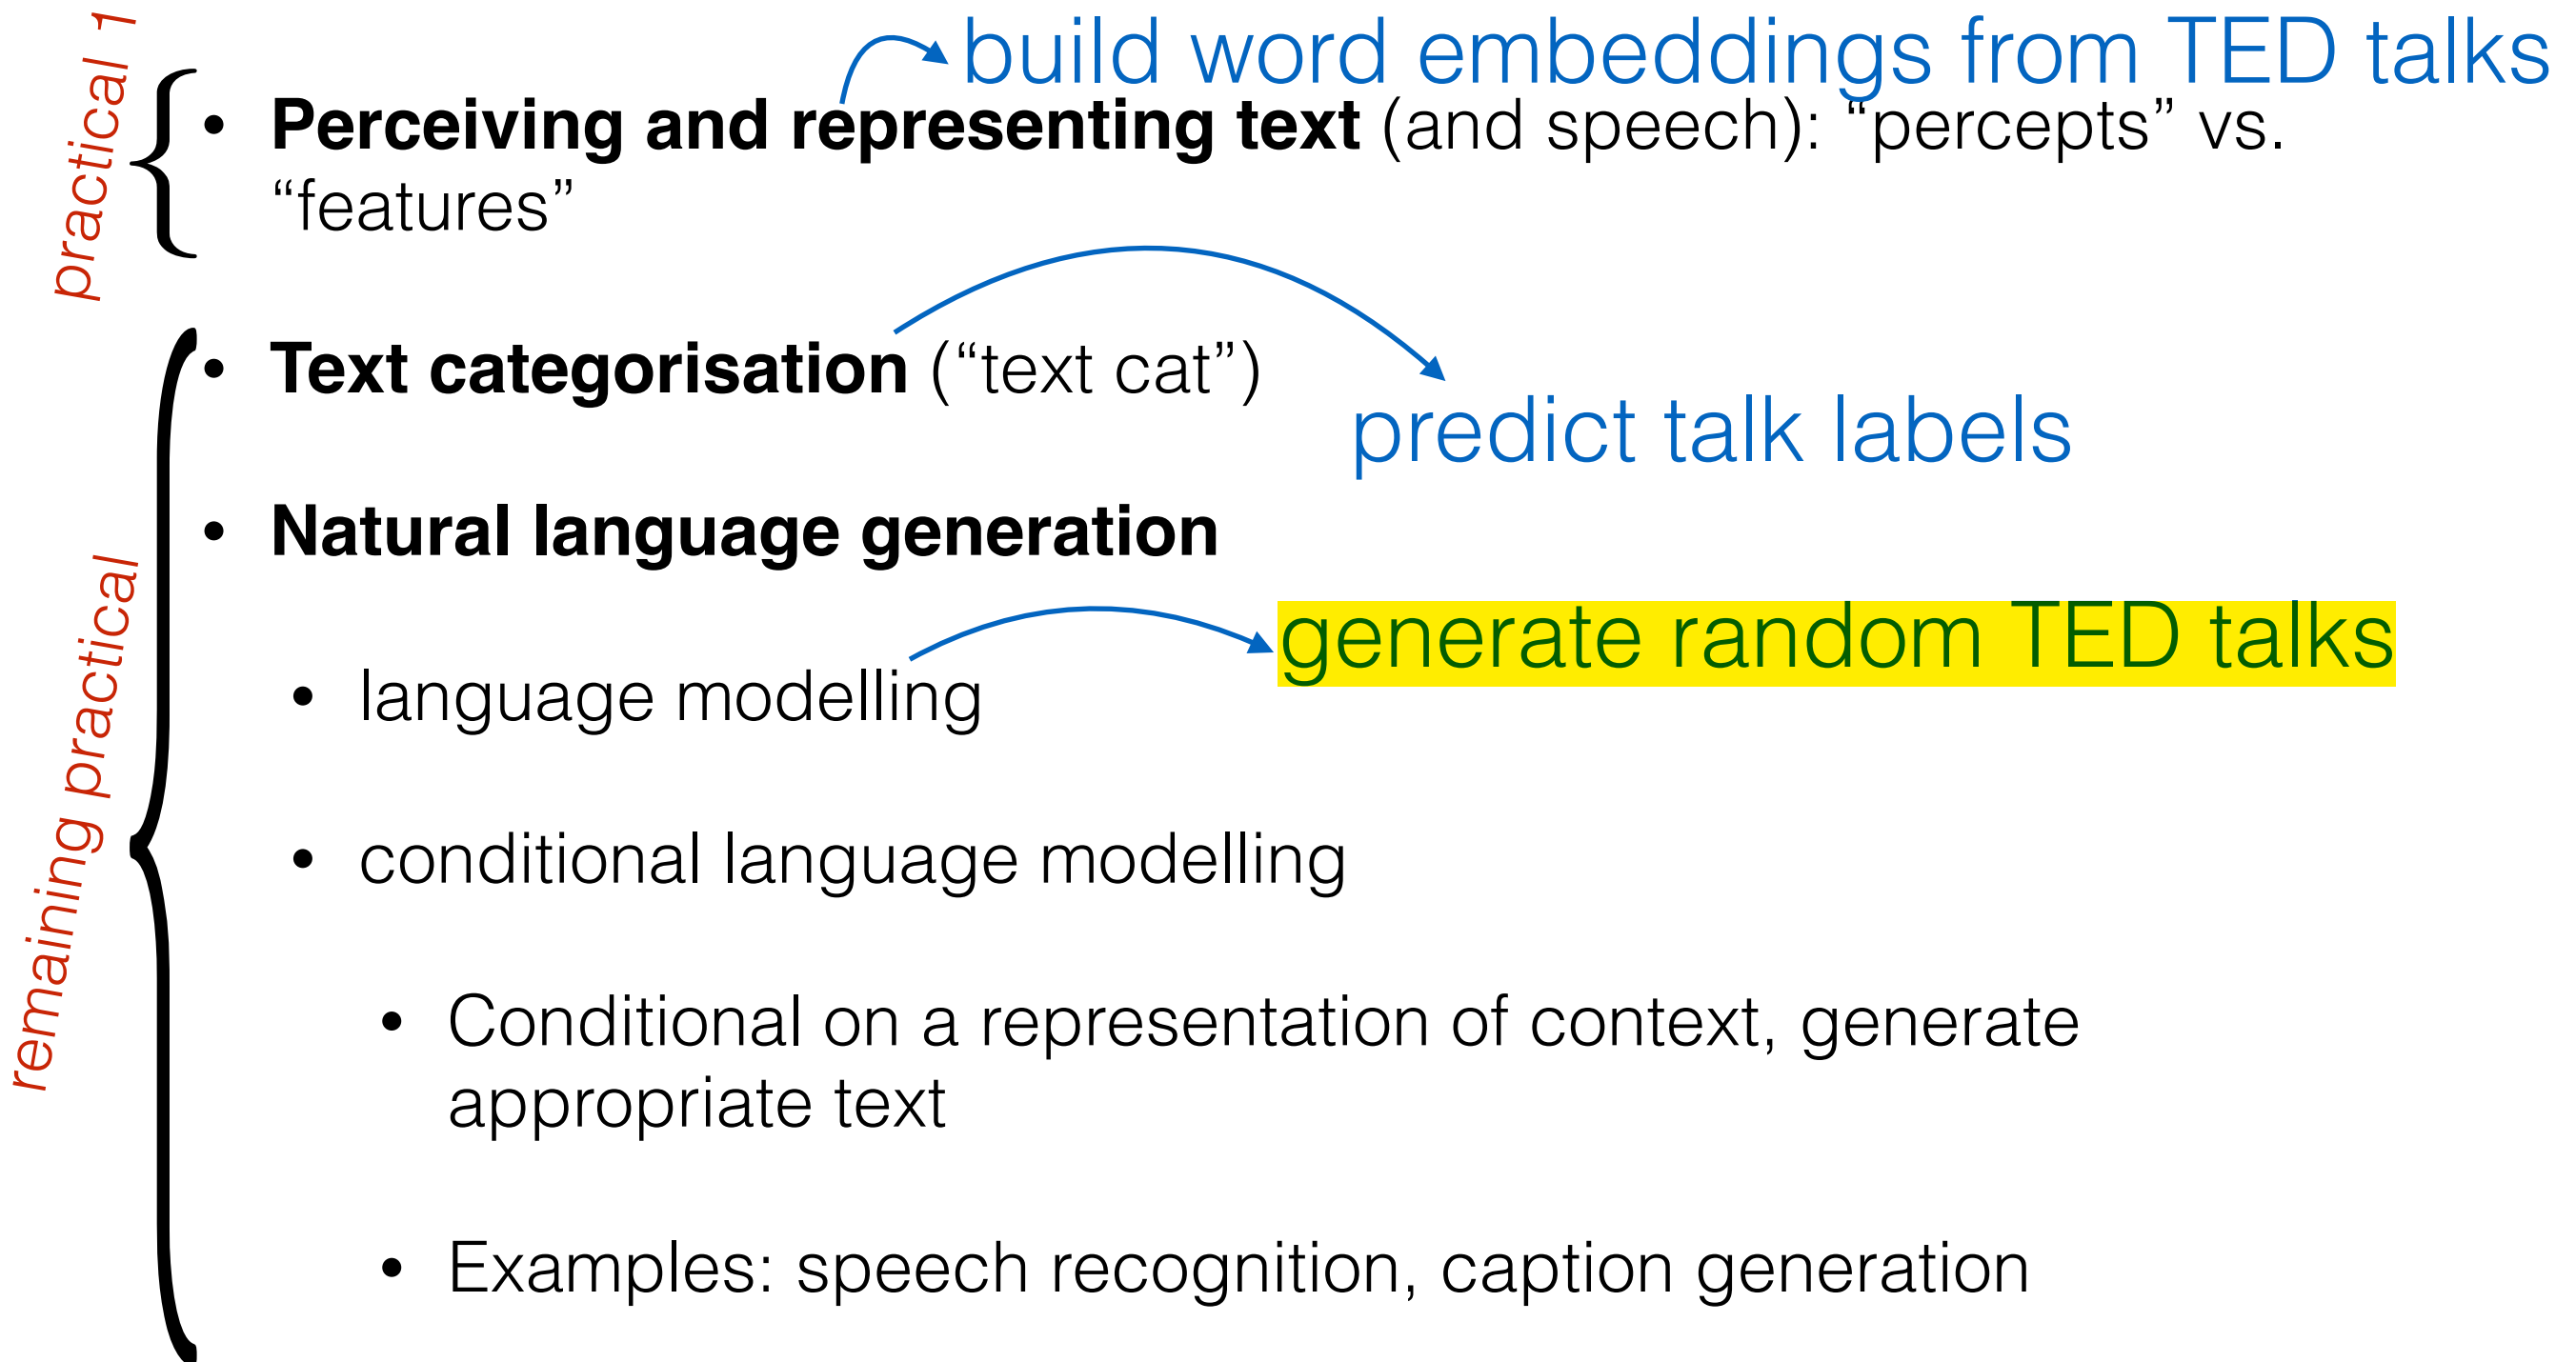 practical 1
build word embeddings from TED talks
• Perceiving and representing text (and speech): “percepts” vs.
“features”
• Text categorisation (“text cat”)
predict talk labels
• Natural language generation
generate random TED talks
• language modelling
remaining practical
• conditional language modelling
• Conditional on a representation of context, generate
appropriate text
• Examples: speech recognition, caption generation